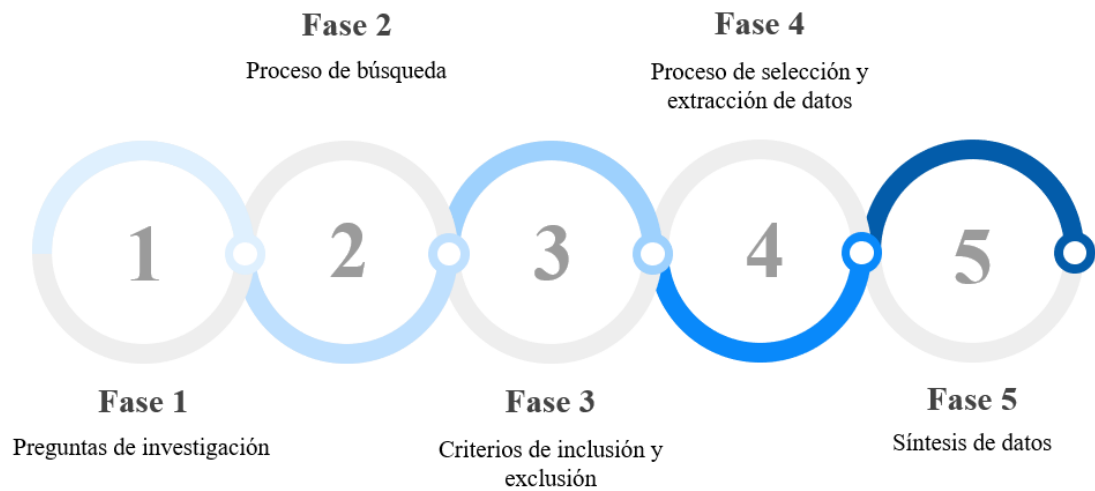 Fase 2
Proceso de búsqueda
Fase 4
Proceso de selección y
extracción de datos
1
2
3
4
5
Fase 1
Preguntas de investigación
Fase 3
Criterios de inclusión y
exclusión
Fase 5
Síntesis de datos